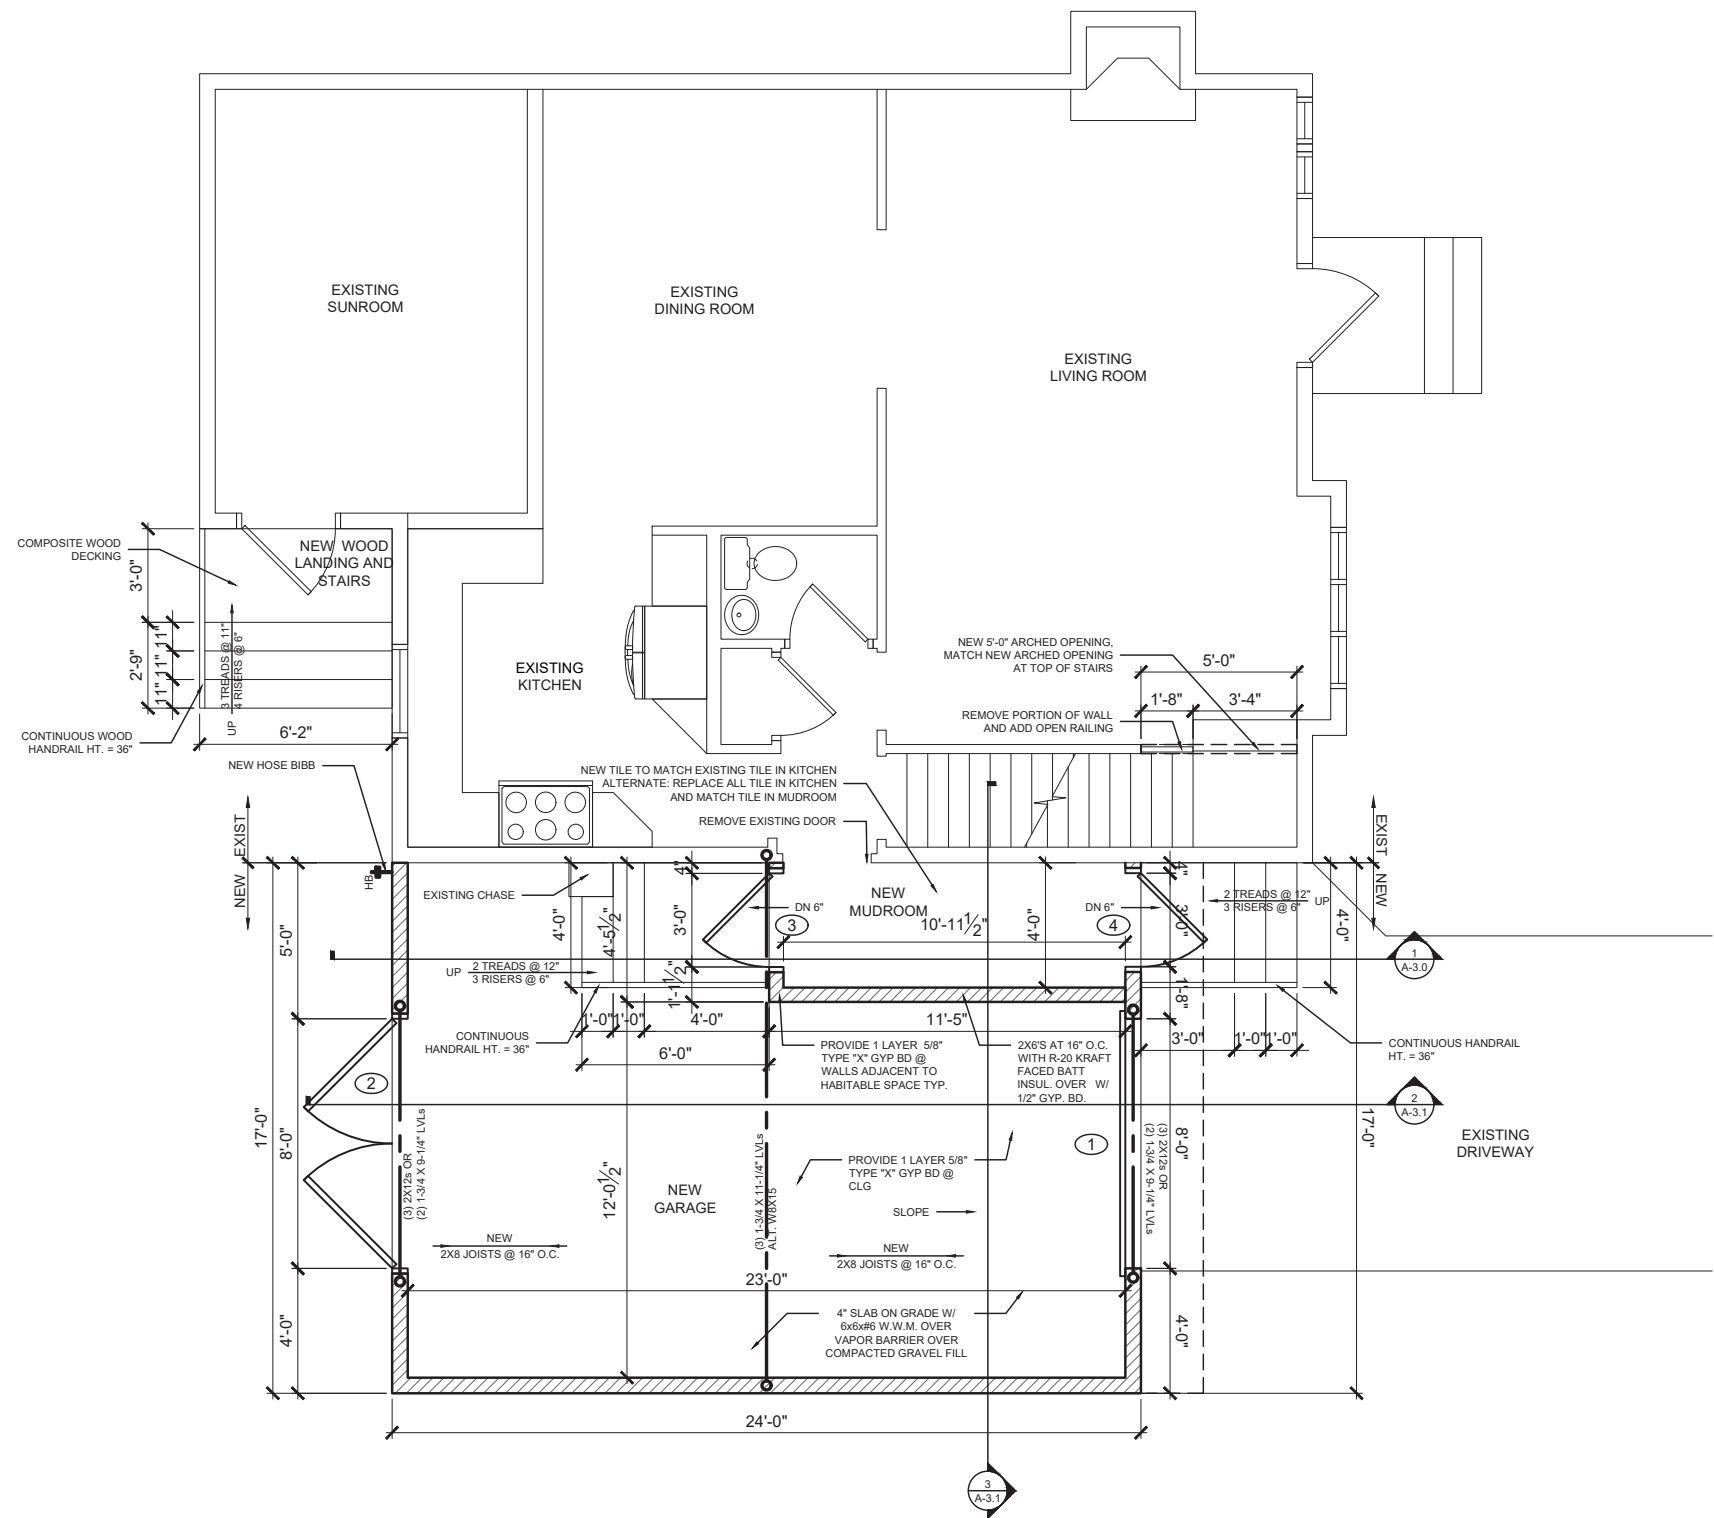 EXISTING
SUNROOM
EXISTING
DINING ROOM
EXISTING
LIVING ROOM
COMPOSITE WOOD
DECKING
NEW WOOD
LANDING AND
STAIRS
3'-0"
2'-9"
11"
11"
11"
3 TREADS @ 11"
4 RISERS @ 6"
UP
CONTINUOUS WOOD
HANDRAIL HT. = 36"
6'-2"
NEW HOSE BIBB
EXISTING
KITCHEN
NEW 5'-0" ARCHED OPENING,
MATCH NEW ARCHED OPENING
AT TOP OF STAIRS
5'-0"
1'-8"
3'-4"
REMOVE PORTION OF WALL
AND ADD OPEN RAILING
NEW TILE TO MATCH EXISTING TILE IN KITCHEN
ALTERNATE: REPLACE ALL TILE IN KITCHEN
AND MATCH TILE IN MUDROOM
REMOVE EXISTING DOOR
EXIST
NEW
EXIST
NEW
HB
EXISTING CHASE
4"
NEW
MUDROOM
DN 6"
DN 6"
3
4
10'-11 1/2"
4'-0"
4'-5 1/2"
3'-0"
4'-0"
4"
3'-0"
2 TREADS @ 12"
3 RISERS @ 6"
UP
4'-0"
5'-0"
UP
2 TREADS @ 12"
3 RISERS @ 6"
1'-1 1/2"
1'-8"
1
A-3.0
CONTINUOUS
HANDRAIL HT. = 36"
1'-0"
1'-0"
4'-0"
11'-5"
3'-0"
1'-0"
1'-0"
6'-0"
PROVIDE 1 LAYER 5/8"
TYPE "X" GYP BD @
WALLS ADJACENT TO
HABITABLE SPACE TYP.
2X6'S AT 16" O.C.
WITH R-20 KRAFT
FACED BATT
INSUL. OVER W/
1/2" GYP. BD.
CONTINUOUS HANDRAIL
HT. = 36"
2
2
A-3.1
17'-0"
8'-0"
(3) 2X12s OR
(2) 1-3/4 X 9-1/4" LVLs
12'-0 1/2"
(3) 1-3/4 X 11-1/4" LVLs
ALT. W8X15
1
(3) 2X12s OR
(2) 1-3/4 X 9-1/4" LVLs
8'-0"
17'-0"
EXISTING
DRIVEWAY
PROVIDE 1 LAYER 5/8"
TYPE "X" GYP BD @
CLG
NEW
GARAGE
SLOPE
NEW
2X8 JOISTS @ 16" O.C.
NEW
2X8 JOISTS @ 16" O.C.
23'-0"
4'-0"
4" SLAB ON GRADE W/
6x6x#6 W.W.M. OVER
VAPOR BARRIER OVER
COMPACTED GRAVEL FILL
4'-0"
24'-0"
3
A-3.1